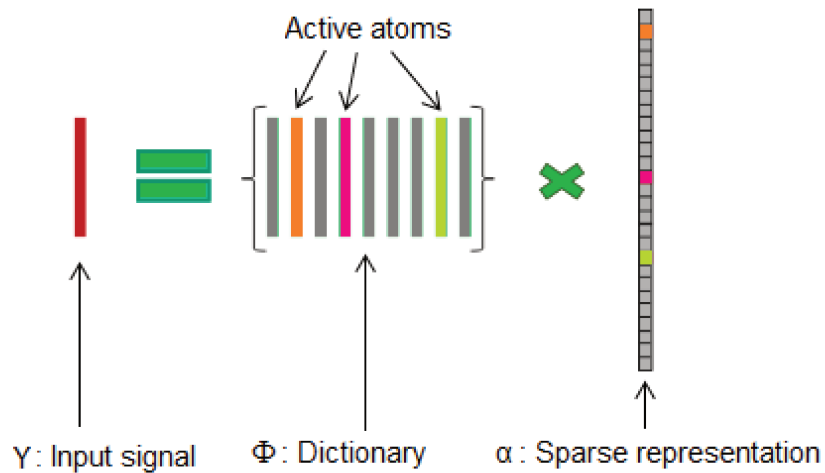 Active atoms
Y : Input signal
Φ : Dictionary
α : Sparse representation